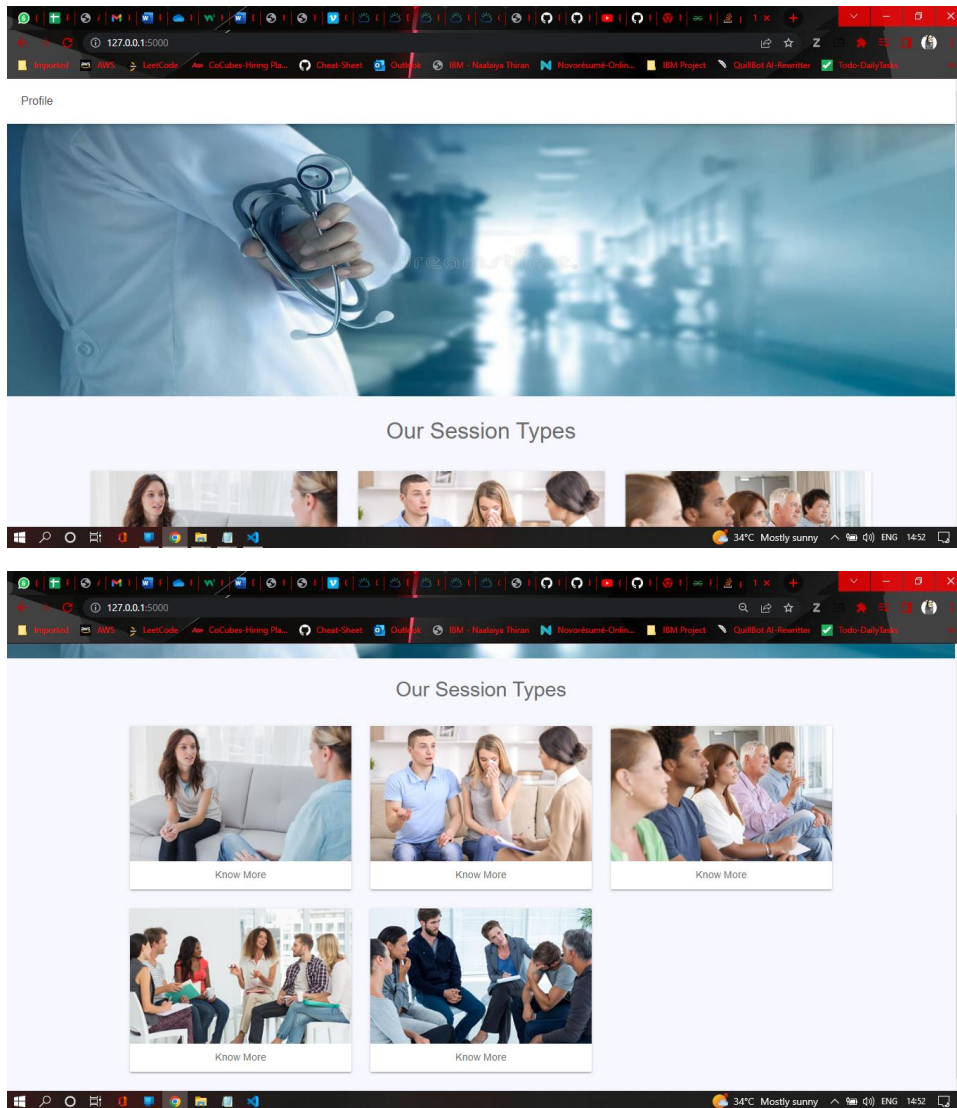 127.0.0.1:5000
Imported AWS LeetCode CoCubes-Hiring Pla... Cheat-Sheet Outlook IBM - Naalaiya Thiran Novorésumé-Onlin... IBM Project QuillBot AI-Rewritter Todo-DailyTasks
Profile
dreamstime.
Our Session Types
34°C Mostly sunny ENG 14:52
127.0.0.1:5000
Imported AWS LeetCode CoCubes-Hiring Pla... Cheat-Sheet Outlook IBM - Naalaiya Thiran Novorésumé-Onlin... IBM Project QuillBot AI-Rewritter Todo-DailyTasks
Our Session Types
Know More Know More Know More
Know More Know More
34°C Mostly sunny ENG 14:52